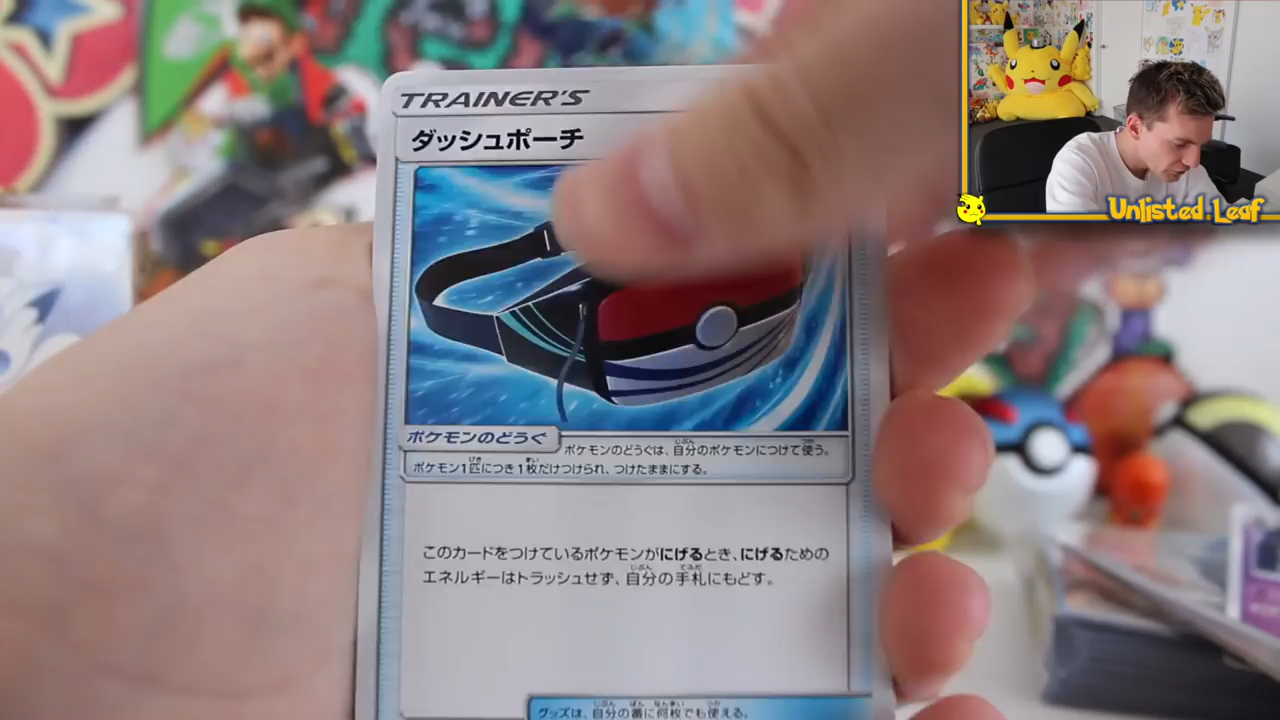 TRAINER'S
ダッシュポーチ
ポケモンのどうぐ
ポケモンのどうぐは、自分のポケモンにつけて使う。
ポケモン1匹につき1枚だけつけられ、つけたままにする。
このカードをつけているポケモンがにげるとき、にげるための
エネルギーはトラッシュせず、自分の手札にもどす。
グッズは、自分の番に何枚でも使える。
Unlisted Leaf